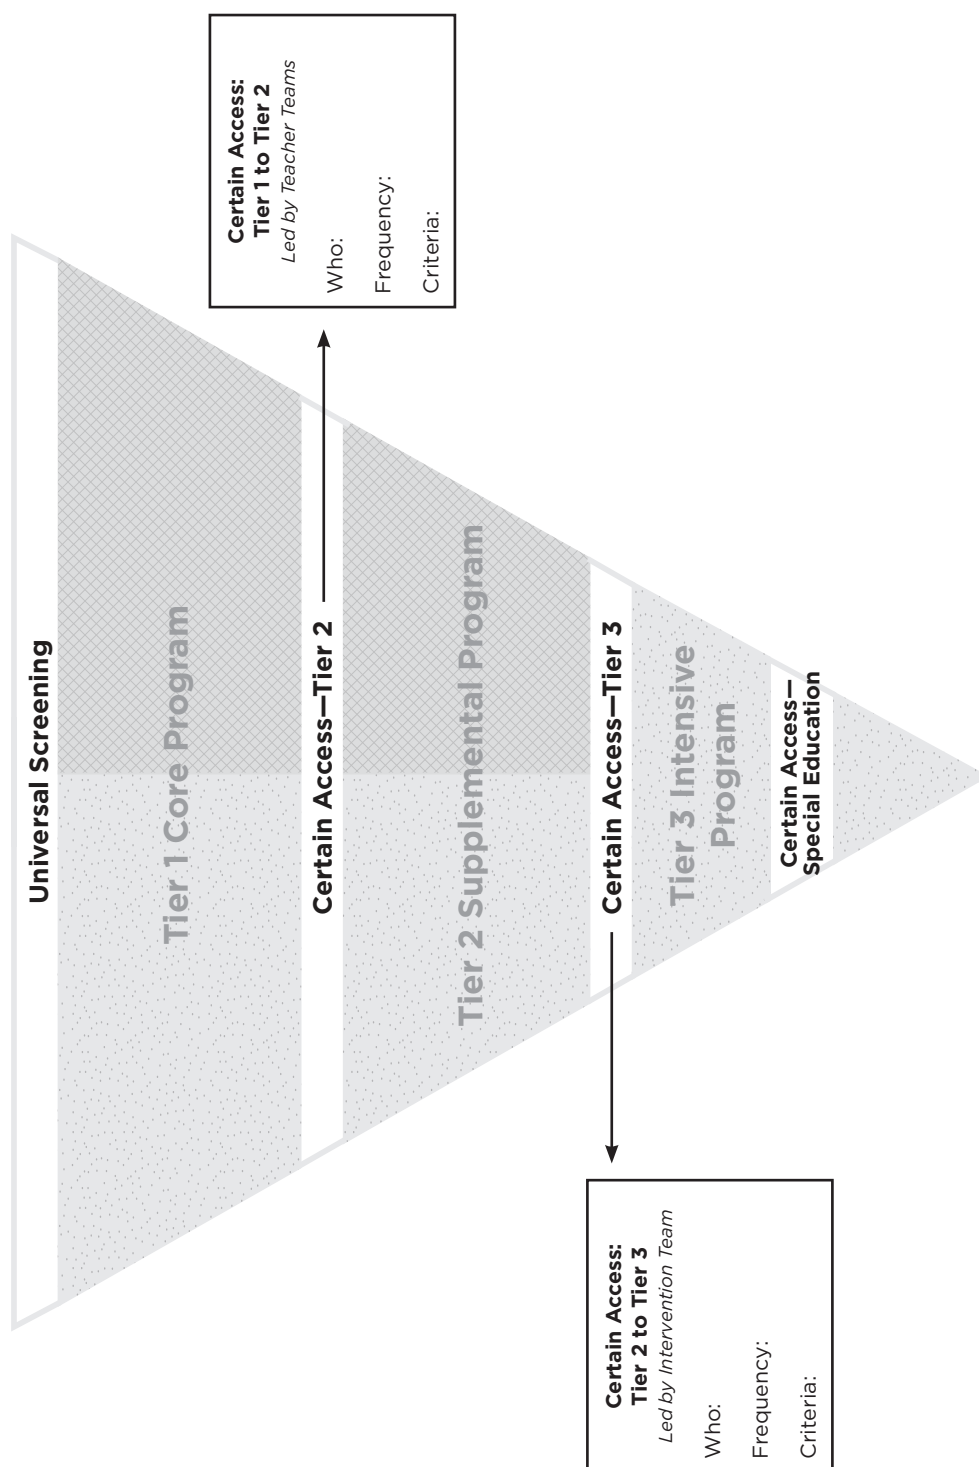 Universal Screening
Tier 1 Core Program
Certain Access—Tier 2
Certain Access:
Tier 1 to Tier 2
Led by Teacher Teams
Who:
Frequency:
Criteria:
Tier 2 Supplemental Program
Certain Access—Tier 3
Certain Access:
Tier 2 to Tier 3
Led by Intervention Team
Who:
Frequency:
Criteria:
Tier 3 Intensive
Program
Certain Access—
Special Education